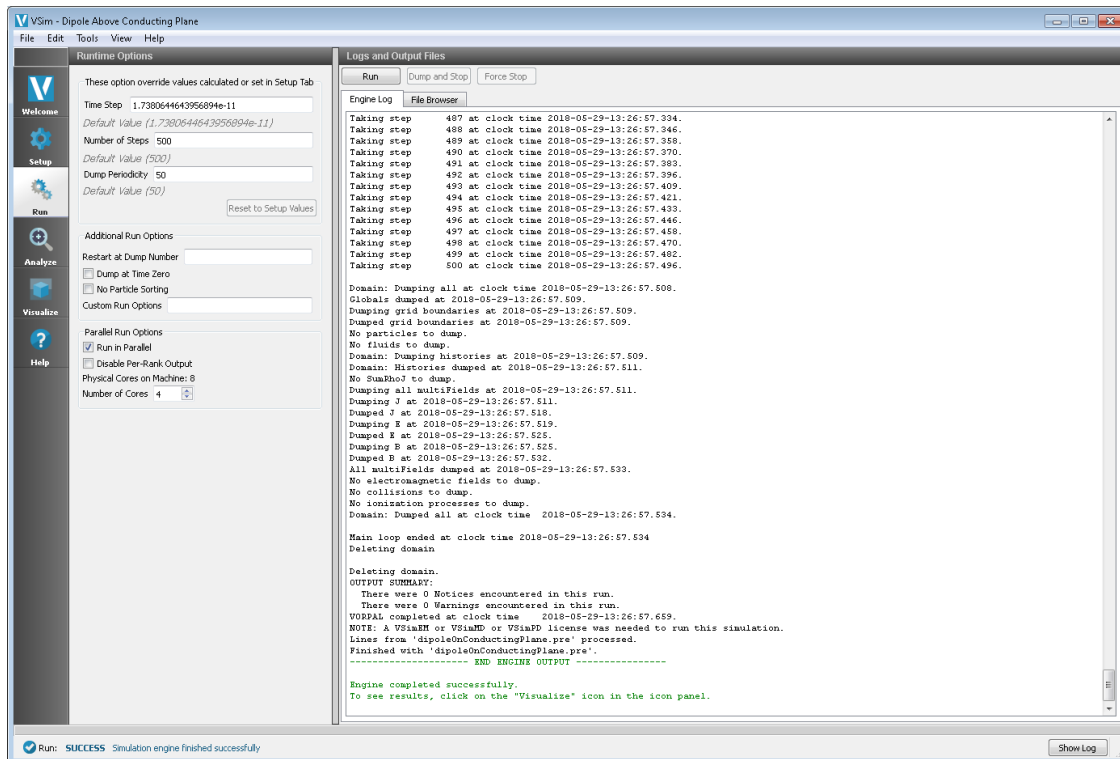 VSim - Dipole Above Conducting Plane
File Edit Tools View Help
Runtime Options
Welcome
Setup
Run
Analyze
Visualize
Help
These option override values calculated or set in Setup Tab
Time Step 1.7380644643956894e-11
Default Value (1.7380644643956894e-11)
Number of Steps 500
Default Value (500)
Dump Periodicity 50
Default Value (50)
Reset to Setup Values
Additional Run Options
Restart at Dump Number
Dump at Time Zero
No Particle Sorting
Custom Run Options
Parallel Run Options
Run in Parallel
Disable Per-Rank Output
Physical Cores on Machine: 8
Number of Cores 4
Logs and Output Files
Run Dump and Stop Force Stop
Engine Log File Browser
Taking step 487 at clock time 2018-05-29-13:26:57.334.
Taking step 488 at clock time 2018-05-29-13:26:57.346.
Taking step 489 at clock time 2018-05-29-13:26:57.358.
Taking step 490 at clock time 2018-05-29-13:26:57.370.
Taking step 491 at clock time 2018-05-29-13:26:57.383.
Taking step 492 at clock time 2018-05-29-13:26:57.396.
Taking step 493 at clock time 2018-05-29-13:26:57.409.
Taking step 494 at clock time 2018-05-29-13:26:57.421.
Taking step 495 at clock time 2018-05-29-13:26:57.433.
Taking step 496 at clock time 2018-05-29-13:26:57.446.
Taking step 497 at clock time 2018-05-29-13:26:57.458.
Taking step 498 at clock time 2018-05-29-13:26:57.470.
Taking step 499 at clock time 2018-05-29-13:26:57.482.
Taking step 500 at clock time 2018-05-29-13:26:57.496.
Domain: Dumping all at clock time 2018-05-29-13:26:57.508.
Globals dumped at 2018-05-29-13:26:57.509.
Dumping grid boundaries at 2018-05-29-13:26:57.509.
Dumped grid boundaries at 2018-05-29-13:26:57.509.
No particles to dump.
No fluids to dump.
Domain: Dumping histories at 2018-05-29-13:26:57.509.
Domain: Histories dumped at 2018-05-29-13:26:57.511.
No SumRhoJ to dump.
Dumping all multiFields at 2018-05-29-13:26:57.511.
Dumping J at 2018-05-29-13:26:57.511.
Dumped J at 2018-05-29-13:26:57.518.
Dumping E at 2018-05-29-13:26:57.519.
Dumped E at 2018-05-29-13:26:57.525.
Dumping B at 2018-05-29-13:26:57.525.
Dumped B at 2018-05-29-13:26:57.532.
All multiFields dumped at 2018-05-29-13:26:57.533.
No electromagnetic fields to dump.
No collisions to dump.
No ionization processes to dump.
Domain: Dumped all at clock time 2018-05-29-13:26:57.534.
Main loop ended at clock time 2018-05-29-13:26:57.534
Deleting domain
Deleting domain.
OUTPUT SUMMARY:
There were 0 Notices encountered in this run.
There were 0 Warnings encountered in this run.
VORPAL completed at clock time 2018-05-29-13:26:57.659.
NOTE: A VSimEM or VSimMD or VSimPD license was needed to run this simulation.
Lines from 'dipoleOnConductingPlane.pre' processed.
Finished with 'dipoleOnConductingPlane.pre'.
--------------------- END ENGINE OUTPUT ----------------
Engine completed successfully.
To see results, click on the "Visualize" icon in the icon panel.
Run: SUCCESS Simulation engine finished successfully
Show Log